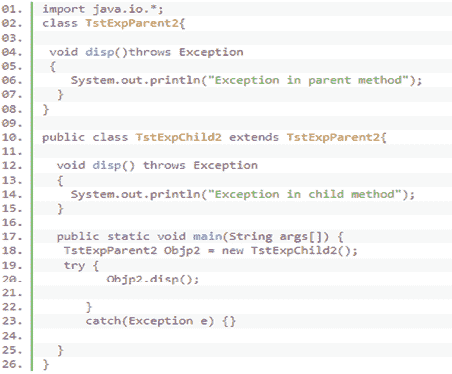 01. import java.io.*;
02. class TstExpParent2{
03.
04. void disp()throws Exception
05. {
06. System.out.println("Exception in parent method");
07. }
08. }
09.
10. public class TstExpChild2 extends TstExpParent2{
11.
12. void disp() throws Exception
13. {
14. System.out.println("Exception in child method");
15. }
16.
17. public static void main(String args[]) {
18. TstExpParent2 Objp2 = new TstExpChild2();
19. try {
20. Objp2.disp();
21.
22. }
23. catch(Exception e) {}
24.
25. }
26. }